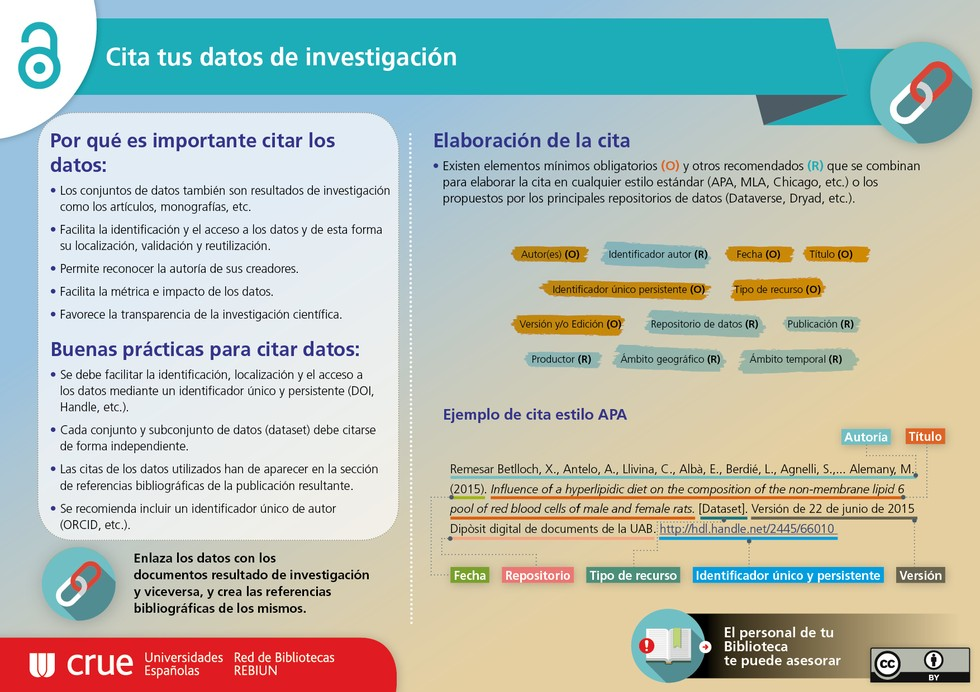 Cita tus datos de investigación
Por qué es importante citar los
datos:
• Los conjuntos de datos también son resultados de investigación
como los artículos, monografías, etc.
• Facilita la identificación y el acceso a los datos y de esta forma
su localización, validación y reutilización.
• Permite reconocer la autoría de sus creadores.
• Facilita la métrica e impacto de los datos.
• Favorece la transparencia de la investigación científica.
Buenas prácticas para citar datos:
• Se debe facilitar la identificación, localización y el acceso a
los datos mediante un identificador único y persistente (DOI,
Handle, etc.).
• Cada conjunto y subconjunto de datos (dataset) debe citarse
de forma independiente.
• Las citas de los datos utilizados han de aparecer en la sección
de referencias bibliográficas de la publicación resultante.
• Se recomienda incluir un identificador único de autor
(ORCID, etc.).
Enlaza los datos con los
documentos resultado de investigación
y viceversa, y crea las referencias
bibliográficas de los mismos.
Elaboración de la cita
• Existen elementos mínimos obligatorios (O) y otros recomendados (R) que se combinan
para elaborar la cita en cualquier estilo estándar (APA, MLA, Chicago, etc.) o los
propuestos por los principales repositorios de datos (Dataverse, Dryad, etc.).
Autor(es) (O) Identificador autor (R) Fecha (O) Título (O)
Identificador único persistente (O) Tipo de recurso (O)
Versión y/o Edición (O) Repositorio de datos (R) Publicación (R)
Productor (R) Ámbito geográfico (R) Ámbito temporal (R)
Ejemplo de cita estilo APA
Autoría Título
Remesar Betlloch, X., Antelo, A., Llivina, C., Albà, E., Berdié, L., Agnelli, S.,... Alemany, M.
(2015). Influence of a hyperlipidic diet on the composition of the non-membrane lipid 6
pool of red blood cells of male and female rats. [Dataset]. Versión de 22 de junio de 2015
Dipòsit digital de documents de la UAB. http://hdl.handle.net/2445/66010
Fecha Repositorio Tipo de recurso Identificador único y persistente Versión
El personal de tu
Biblioteca
te puede asesorar
crue Universidades Españolas
Red de Bibliotecas REBIUN
cc BY